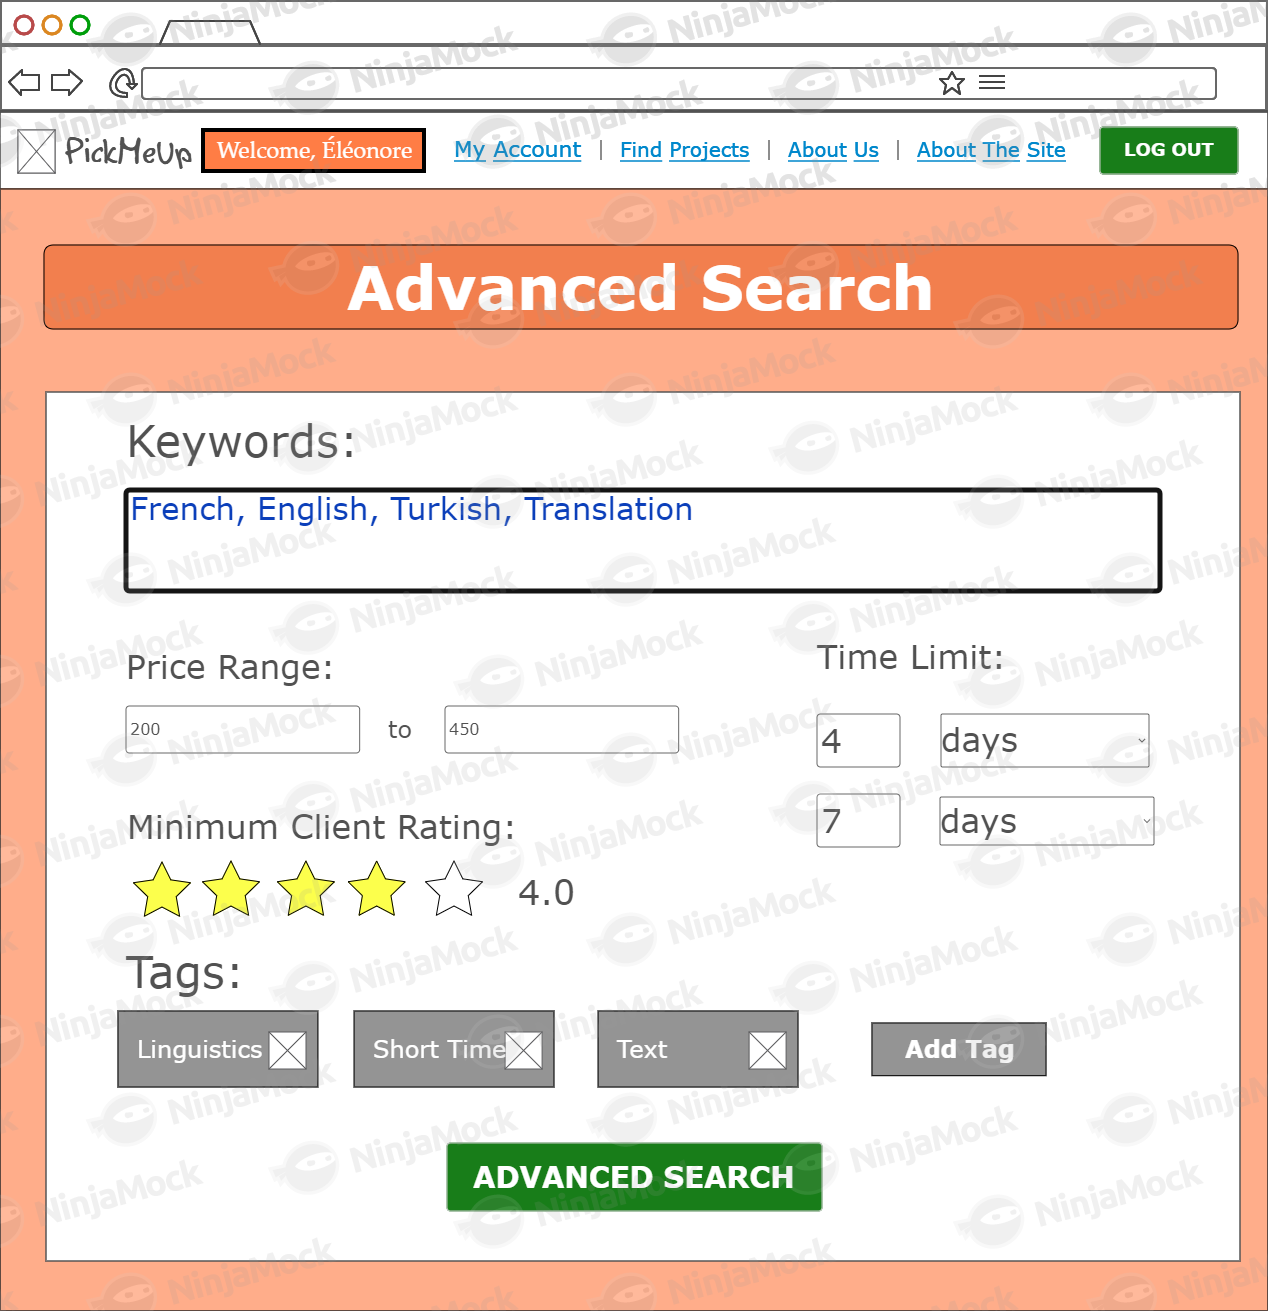 PickMeUp
Welcome, Éléonore
My Account | Find Projects | About Us | About The Site
LOG OUT
Advanced Search
Keywords:
French, English, Turkish, Translation
Price Range:
Time Limit:
200 to 450
4 days
7 days
Minimum Client Rating:
4.0
Tags:
Linguistics
Short Time
Text
Add Tag
ADVANCED SEARCH
NinjaMock